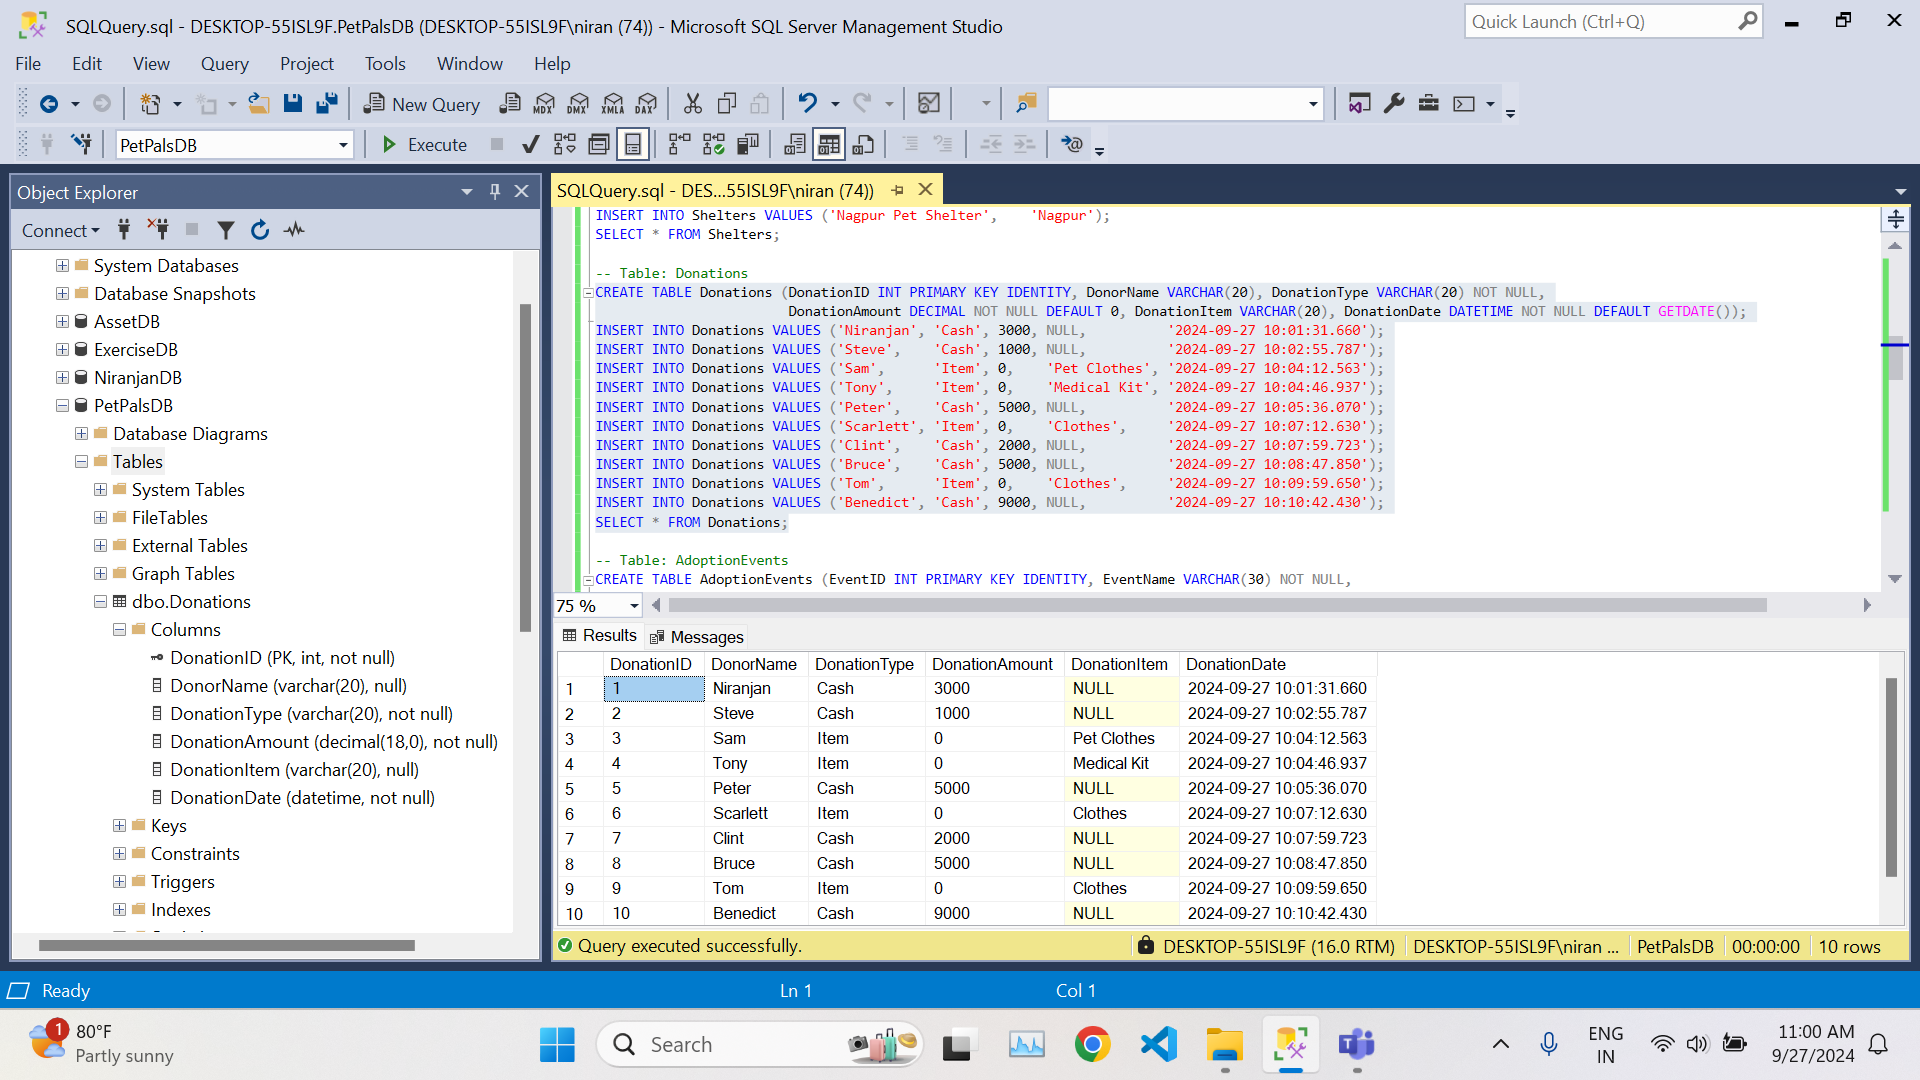 SQLQuery.sql - DESKTOP-55ISL9F.PetPalsDB (DESKTOP-55ISL9F\niran (74)) - Microsoft SQL Server Management Studio
Quick Launch (Ctrl+Q)
File Edit View Query Project Tools Window Help
New Query MDX DMX XMLA DAX
PetPalsDB Execute
Object Explorer
Connect
System Databases
Database Snapshots
AssetDB
ExerciseDB
NiranjanDB
PetPalsDB
Database Diagrams
Tables
System Tables
FileTables
External Tables
Graph Tables
dbo.Donations
Columns
DonationID (PK, int, not null)
DonorName (varchar(20), null)
DonationType (varchar(20), not null)
DonationAmount (decimal(18,0), not null)
DonationItem (varchar(20), null)
DonationDate (datetime, not null)
Keys
Constraints
Triggers
Indexes
SQLQuery.sql - DES...55ISL9F\niran (74))
INSERT INTO Shelters VALUES ('Nagpur Pet Shelter', 'Nagpur');
SELECT * FROM Shelters;
-- Table: Donations
CREATE TABLE Donations (DonationID INT PRIMARY KEY IDENTITY, DonorName VARCHAR(20), DonationType VARCHAR(20) NOT NULL,
DonationAmount DECIMAL NOT NULL DEFAULT 0, DonationItem VARCHAR(20), DonationDate DATETIME NOT NULL DEFAULT GETDATE());
INSERT INTO Donations VALUES ('Niranjan', 'Cash', 3000, NULL, '2024-09-27 10:01:31.660');
INSERT INTO Donations VALUES ('Steve', 'Cash', 1000, NULL, '2024-09-27 10:02:55.787');
INSERT INTO Donations VALUES ('Sam', 'Item', 0, 'Pet Clothes', '2024-09-27 10:04:12.563');
INSERT INTO Donations VALUES ('Tony', 'Item', 0, 'Medical Kit', '2024-09-27 10:04:46.937');
INSERT INTO Donations VALUES ('Peter', 'Cash', 5000, NULL, '2024-09-27 10:05:36.070');
INSERT INTO Donations VALUES ('Scarlett', 'Item', 0, 'Clothes', '2024-09-27 10:07:12.630');
INSERT INTO Donations VALUES ('Clint', 'Cash', 2000, NULL, '2024-09-27 10:07:59.723');
INSERT INTO Donations VALUES ('Bruce', 'Cash', 5000, NULL, '2024-09-27 10:08:47.850');
INSERT INTO Donations VALUES ('Tom', 'Item', 0, 'Clothes', '2024-09-27 10:09:59.650');
INSERT INTO Donations VALUES ('Benedict', 'Cash', 9000, NULL, '2024-09-27 10:10:42.430');
SELECT * FROM Donations;
-- Table: AdoptionEvents
CREATE TABLE AdoptionEvents (EventID INT PRIMARY KEY IDENTITY, EventName VARCHAR(30) NOT NULL,
75 %
Results Messages
DonationID DonorName DonationType DonationAmount DonationItem DonationDate
1 1 Niranjan Cash 3000 NULL 2024-09-27 10:01:31.660
2 2 Steve Cash 1000 NULL 2024-09-27 10:02:55.787
3 3 Sam Item 0 Pet Clothes 2024-09-27 10:04:12.563
4 4 Tony Item 0 Medical Kit 2024-09-27 10:04:46.937
5 5 Peter Cash 5000 NULL 2024-09-27 10:05:36.070
6 6 Scarlett Item 0 Clothes 2024-09-27 10:07:12.630
7 7 Clint Cash 2000 NULL 2024-09-27 10:07:59.723
8 8 Bruce Cash 5000 NULL 2024-09-27 10:08:47.850
9 9 Tom Item 0 Clothes 2024-09-27 10:09:59.650
10 10 Benedict Cash 9000 NULL 2024-09-27 10:10:42.430
Query executed successfully. DESKTOP-55ISL9F (16.0 RTM) DESKTOP-55ISL9F\niran ... PetPalsDB 00:00:00 10 rows
Ready Ln 1 Col 1
1 80°F
Partly sunny
Search
ENG
IN
11:00 AM
9/27/2024